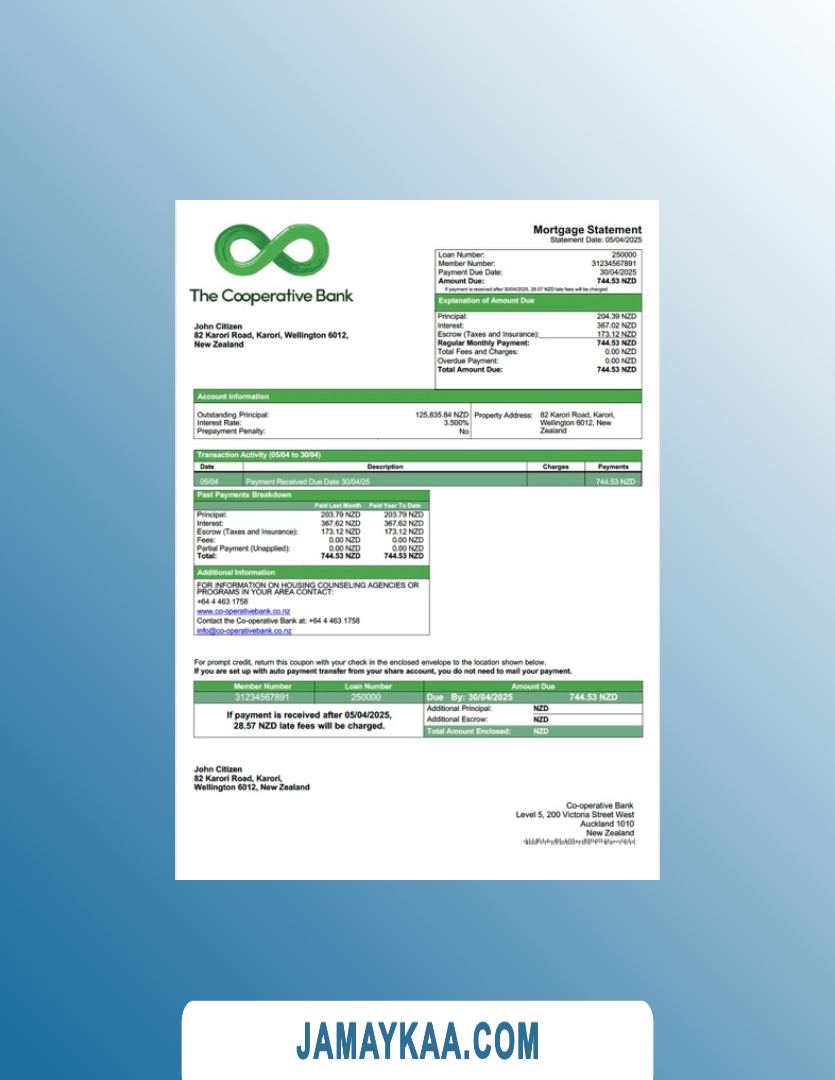 The Cooperative Bank
Mortgage Statement
Statement Date: 05/04/2025
Loan Number: 250000
Member Number: 31234567891
Payment Due Date: 30/04/2025
Amount Due: 744.53 NZD
If payment is received after 30/04/2025, 28.57 NZD late fees will be charged
Explanation of Amount Due
Principal: 204.39 NZD
Interest: 367.02 NZD
Escrow (Taxes and Insurance): 173.12 NZD
Regular Monthly Payment: 744.53 NZD
Total Fees and Charges: 0.00 NZD
Overdue Payment: 0.00 NZD
Total Amount Due: 744.53 NZD
John Citizen
82 Karori Road, Karori, Wellington 6012,
New Zealand
Account Information
Outstanding Principal: 125,835.84 NZD
Interest Rate: 3.500%
Prepayment Penalty: No
Property Address: 82 Karori Road, Karori,
Wellington 6012, New
Zealand
Transaction Activity (05/04 to 30/04)
Date Description Charges Payments
05/04 Payment Received Due Date 30/04/25 744.53 NZD
Past Payments Breakdown
Paid Last Month Paid Year To Date
Principal: 203.79 NZD 203.79 NZD
Interest: 367.62 NZD 367.62 NZD
Escrow (Taxes and Insurance): 173.12 NZD 173.12 NZD
Fees: 0.00 NZD 0.00 NZD
Partial Payment (Unapplied): 0.00 NZD 0.00 NZD
Total: 744.53 NZD 744.53 NZD
Additional Information
FOR INFORMATION ON HOUSING COUNSELING AGENCIES OR
PROGRAMS IN YOUR AREA CONTACT:
+64 4 463 1758
www.co-operativebank.co.nz
Contact the Co-operative Bank at: +64 4 463 1758
info@co-operativebank.co.nz
For prompt credit, return this coupon with your check in the enclosed envelope to the location shown below.
If you are set up with auto payment transfer from your share account, you do not need to mail your payment.
Member Number Loan Number Amount Due
31234567891 250000 Due By: 30/04/2025 744.53 NZD
If payment is received after 05/04/2025,
28.57 NZD late fees will be charged.
Additional Principal: NZD
Additional Escrow: NZD
Total Amount Enclosed: NZD
John Citizen
82 Karori Road, Karori,
Wellington 6012, New Zealand
Co-operative Bank
Level 5, 200 Victoria Street West
Auckland 1010
New Zealand
JAMAYKAA.COM